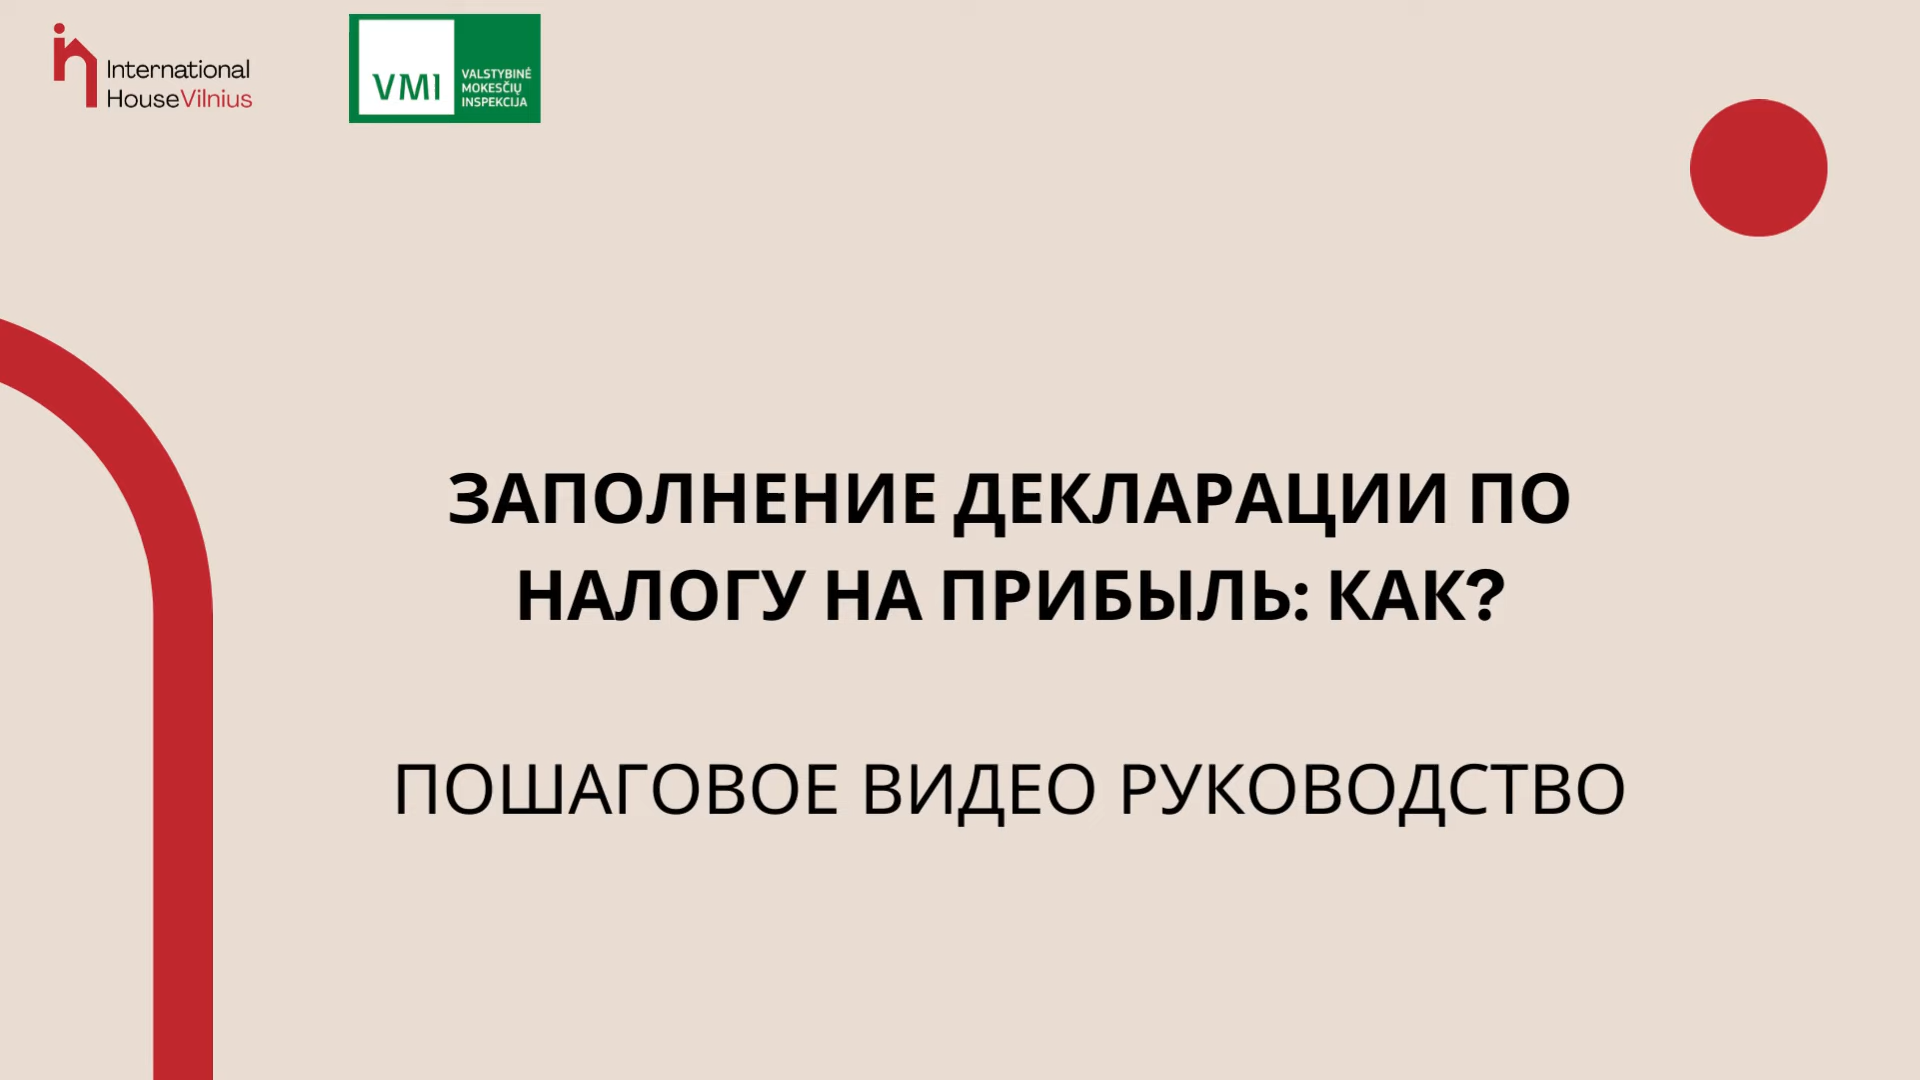 International
HouseVilnius
VMI
VALSTYBINĖ
MOKESČIŲ
INSPEKCIJA
ЗАПОЛНЕНИЕ ДЕКЛАРАЦИИ ПО
НАЛОГУ НА ПРИБЫЛЬ: КАК?
ПОШАГОВОЕ ВИДЕО РУКОВОДСТВО